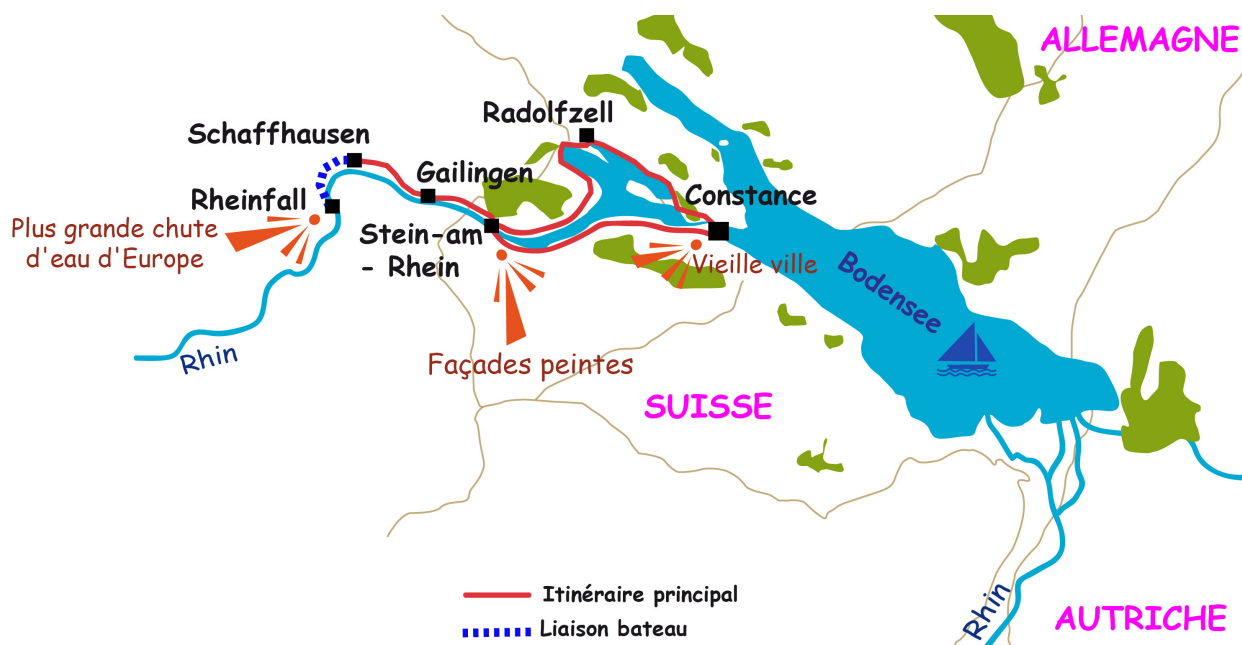 ALLEMAGNE
Radolfzell
Schaffhausen
Gailingen
Rheinfall
Constance
Plus grande chute
d'eau d'Europe
Stein-am
- Rhein
Vieille ville
Bodensee
Rhin
Façades peintes
SUISSE
Itinéraire principal
Liaison bateau
Rhin
AUTRICHE